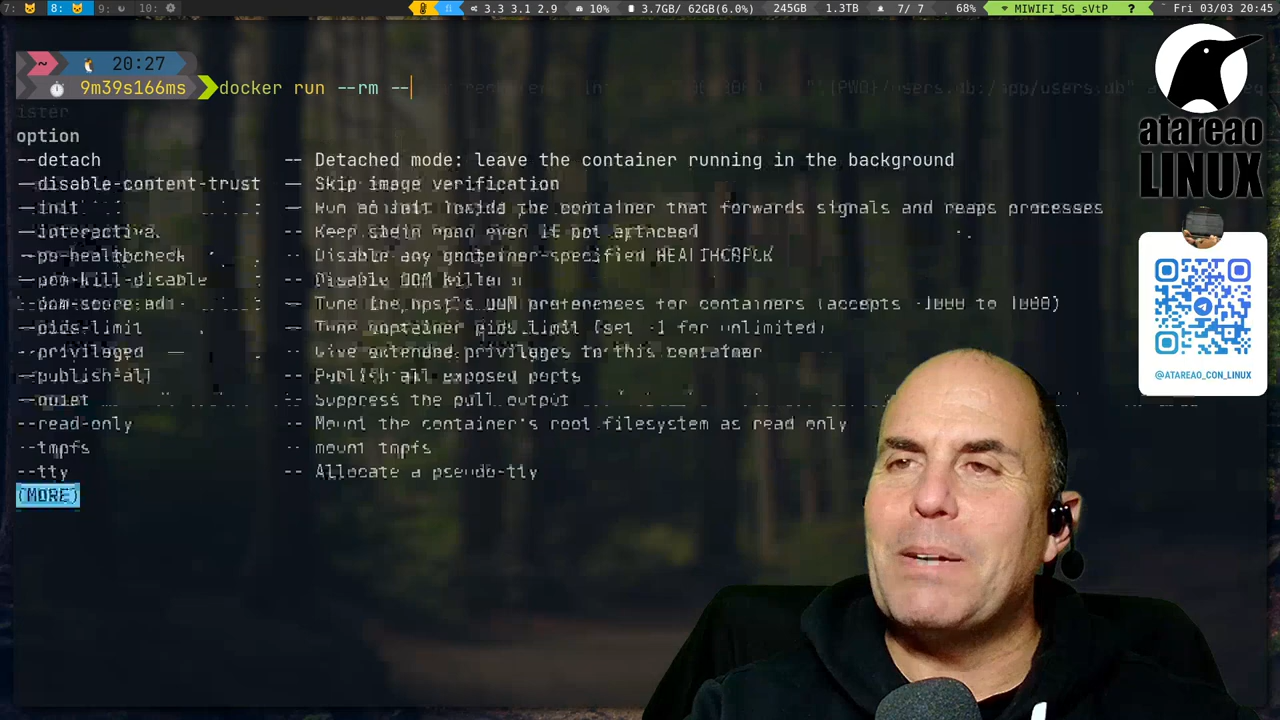 7: 8: 9: 10: 3.3 3.1 2.9 10% 3.7GB/ 62GB(6.0%) 245GB 1.3TB 7/ 7 68% MIWIFI_5G_sVtP ? Fri 03/03 20:45
~ 20:27
9m39s166ms docker run --rm --
option
--detach -- Detached mode: leave the container running in the background
--disable-content-trust -- Skip image verification
--init -- Run an init inside the container that forwards signals and reaps processes
--interactive -- Keep stdin open even if not attached
--no-healthcheck -- Disable any container-specified HEALTHCHECK
--oom-kill-disable -- Disable OOM killer
--oom-score-adj -- Tune the host's OOM preferences for containers (accepts -1000 to 1000)
--pids-limit -- Tune container pids limit (set -1 for unlimited)
--privileged -- Give extended privileges to this container
--publish-all -- Publish all exposed ports
--quiet -- Suppress the pull output
--read-only -- Mount the container's root filesystem as read only
--tmpfs -- mount tmpfs
--tty -- Allocate a pseudo-tty
(MORE)
atareao
LINUX
@ATAREAO_CON_LINUX